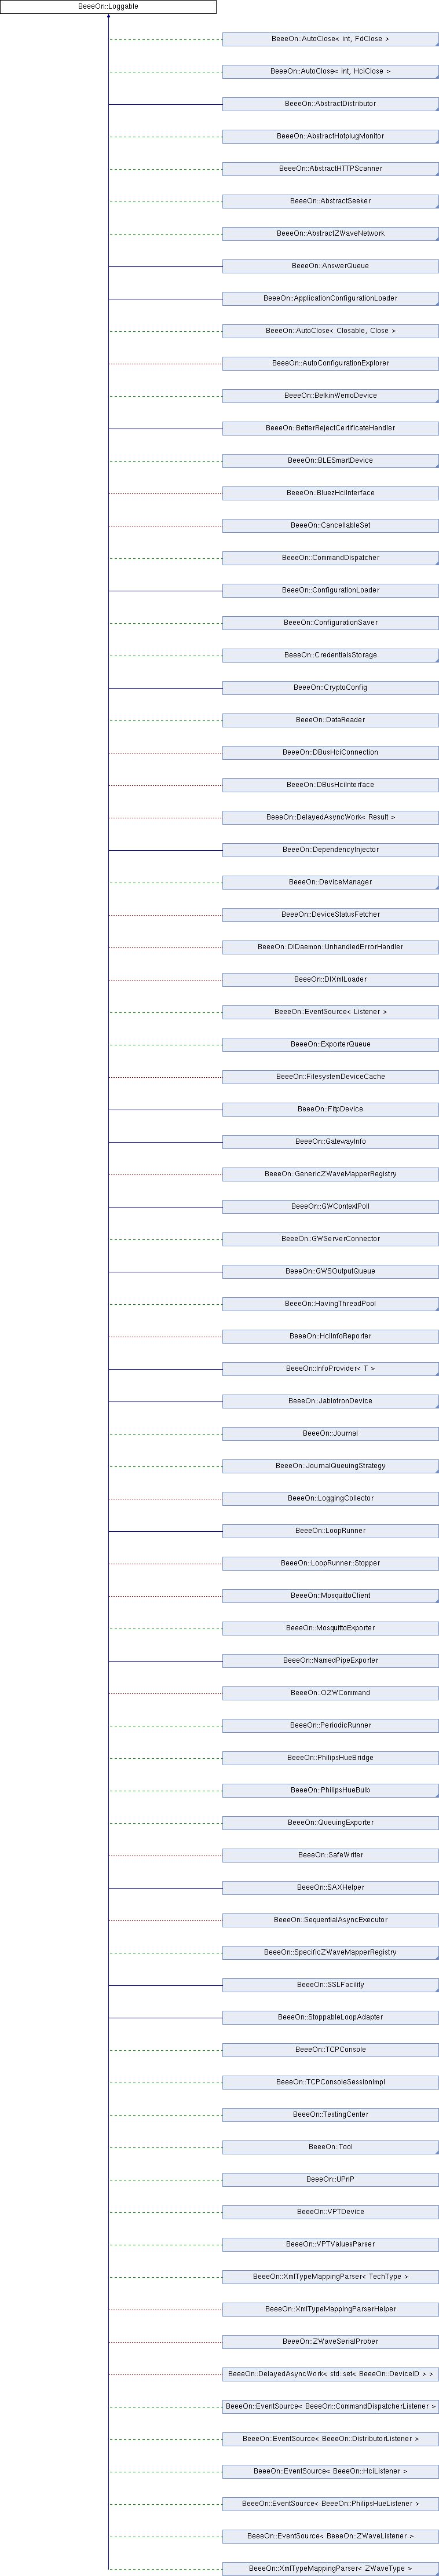 BeeeOn::Loggable
BeeeOn::AutoClose< int, FdClose >
BeeeOn::AutoClose< int, HciClose >
BeeeOn::AbstractDistributor
BeeeOn::AbstractHotplugMonitor
BeeeOn::AbstractHTTPScanner
BeeeOn::AbstractSeeker
BeeeOn::AbstractZWaveNetwork
BeeeOn::AnswerQueue
BeeeOn::ApplicationConfigurationLoader
BeeeOn::AutoClose< Closable, Close >
BeeeOn::AutoConfigurationExplorer
BeeeOn::BelkinWemoDevice
BeeeOn::BetterRejectCertificateHandler
BeeeOn::BLESmartDevice
BeeeOn::BluezHciInterface
BeeeOn::CancellableSet
BeeeOn::CommandDispatcher
BeeeOn::ConfigurationLoader
BeeeOn::ConfigurationSaver
BeeeOn::CredentialsStorage
BeeeOn::CryptoConfig
BeeeOn::DataReader
BeeeOn::DBusHciConnection
BeeeOn::DBusHciInterface
BeeeOn::DelayedAsyncWork< Result >
BeeeOn::DependencyInjector
BeeeOn::DeviceManager
BeeeOn::DeviceStatusFetcher
BeeeOn::DIDaemon::UnhandledErrorHandler
BeeeOn::DIXmlLoader
BeeeOn::EventSource< Listener >
BeeeOn::ExporterQueue
BeeeOn::FilesystemDeviceCache
BeeeOn::FitpDevice
BeeeOn::GatewayInfo
BeeeOn::GenericZWaveMapperRegistry
BeeeOn::GWContextPoll
BeeeOn::GWServerConnector
BeeeOn::GWSOutputQueue
BeeeOn::HavingThreadPool
BeeeOn::HciInfoReporter
BeeeOn::InfoProvider< T >
BeeeOn::JablotronDevice
BeeeOn::Journal
BeeeOn::JournalQueuingStrategy
BeeeOn::LoggingCollector
BeeeOn::LoopRunner
BeeeOn::LoopRunner::Stopper
BeeeOn::MosquittoClient
BeeeOn::MosquittoExporter
BeeeOn::NamedPipeExporter
BeeeOn::OZWCommand
BeeeOn::PeriodicRunner
BeeeOn::PhilipsHueBridge
BeeeOn::PhilipsHueBulb
BeeeOn::QueuingExporter
BeeeOn::SafeWriter
BeeeOn::SAXHelper
BeeeOn::SequentialAsyncExecutor
BeeeOn::SpecificZWaveMapperRegistry
BeeeOn::SSLFacility
BeeeOn::StoppableLoopAdapter
BeeeOn::TCPConsole
BeeeOn::TCPConsoleSessionImpl
BeeeOn::TestingCenter
BeeeOn::Tool
BeeeOn::UPnP
BeeeOn::VPTDevice
BeeeOn::VPTValuesParser
BeeeOn::XmlTypeMappingParser< TechType >
BeeeOn::XmlTypeMappingParserHelper
BeeeOn::ZWaveSerialProber
BeeeOn::DelayedAsyncWork< std::set< BeeeOn::DeviceID > >
BeeeOn::EventSource< BeeeOn::CommandDispatcherListener >
BeeeOn::EventSource< BeeeOn::DistributorListener >
BeeeOn::EventSource< BeeeOn::HciListener >
BeeeOn::EventSource< BeeeOn::PhilipsHueListener >
BeeeOn::EventSource< BeeeOn::ZWaveListener >
BeeeOn::XmlTypeMappingParser< ZWaveType >